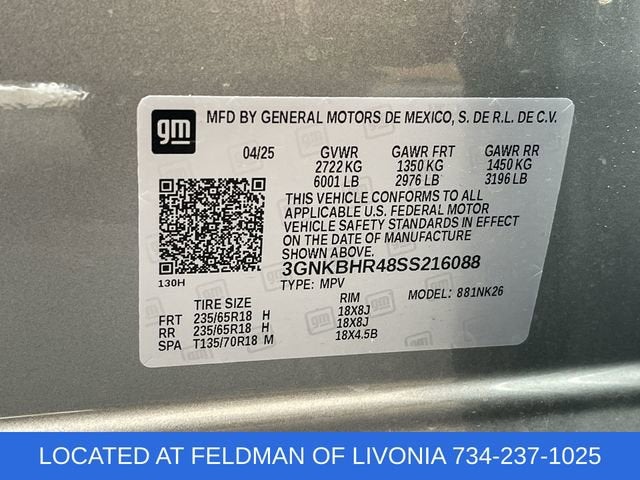 gm
MFD BY GENERAL MOTORS DE MEXICO, S. DE R.L. DE C.V.
04/25 GVWR GAWR FRT GAWR RR
2722 KG 1350 KG 1450 KG
6001 LB 2976 LB 3196 LB
THIS VEHICLE CONFORMS TO ALL
APPLICABLE U.S. FEDERAL MOTOR
VEHICLE SAFETY STANDARDS IN EFFECT
ON THE DATE OF MANUFACTURE
SHOWN ABOVE.
3GNKBHR48SS216088
130H
TYPE: MPV MODEL: 881NK26
TIRE SIZE RIM
FRT 235/65R18 H 18X8J
RR 235/65R18 H 18X8J
SPA T135/70R18 M 18X4.5B
LOCATED AT FELDMAN OF LIVONIA 734-237-1025